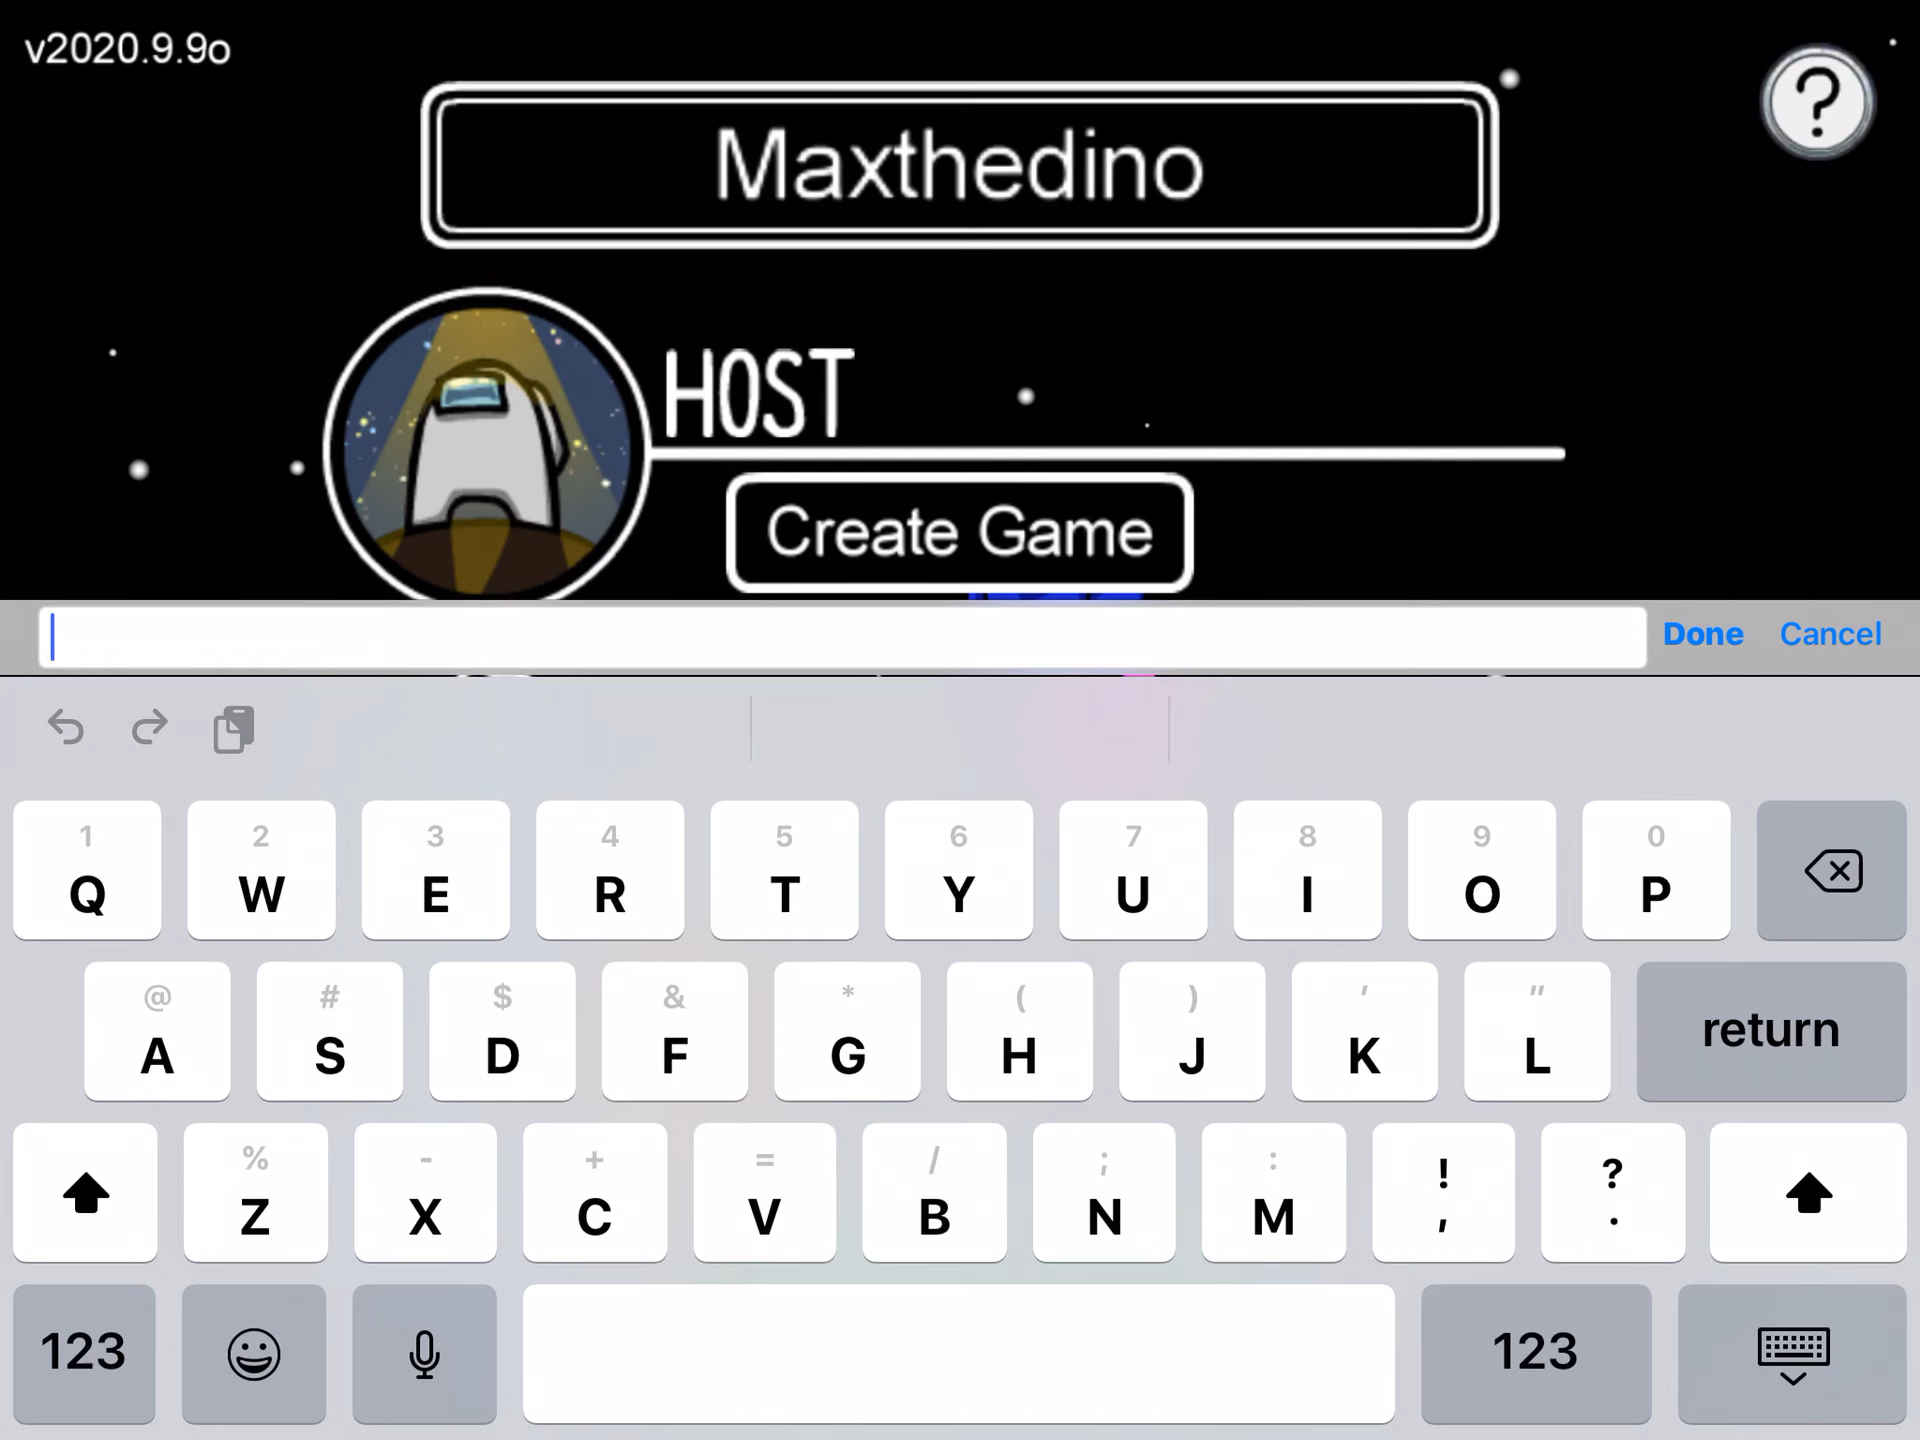 v2020.9.9o
?
Maxthedino
HOST
Create Game
Done Cancel
1 2 3 4 5 6 7 8 9 0
Q W E R T Y U I O P
@ # $ & * ( ) ' "
A S D F G H J K L return
% - + = / ; : ! ?
Z X C V B N M , .
123 123